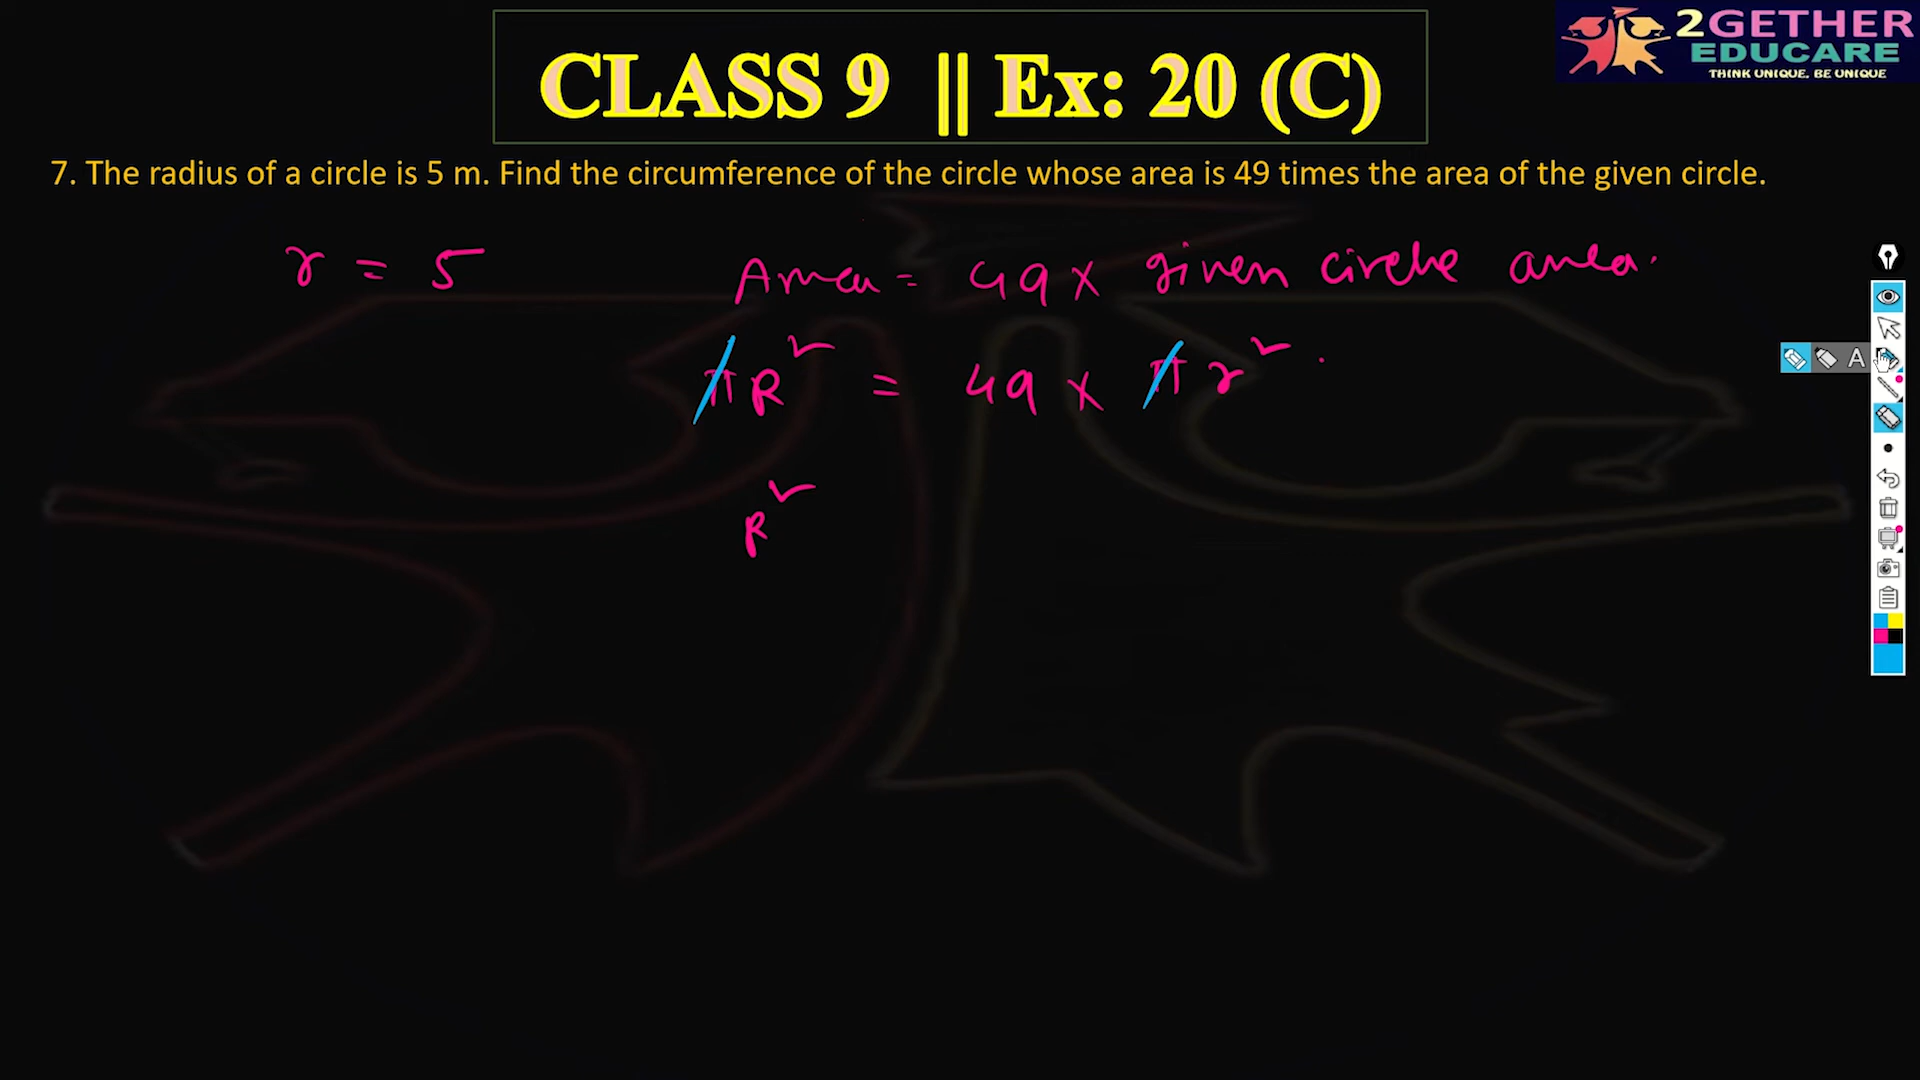 2GETHER
EDUCARE
THINK UNIQUE. BE UNIQUE
CLASS 9 || Ex: 20 (C)
7. The radius of a circle is 5 m. Find the circumference of the circle whose area is 49 times the area of the given circle.
r = 5
Area = 49 × given circle area.
πR² = 49 × πr²
R²
A